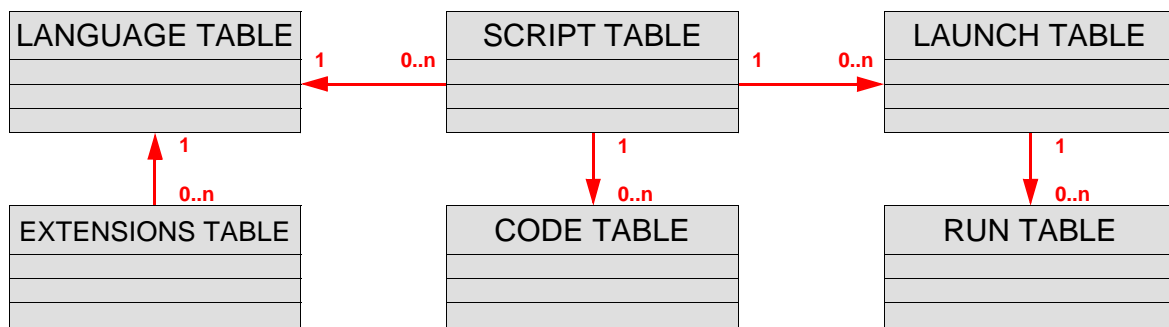 LANGUAGE TABLE
SCRIPT TABLE
LAUNCH TABLE
1
0..n
1
0..n
1
0..n
1
0..n
1
0..n
EXTENSIONS TABLE
CODE TABLE
RUN TABLE